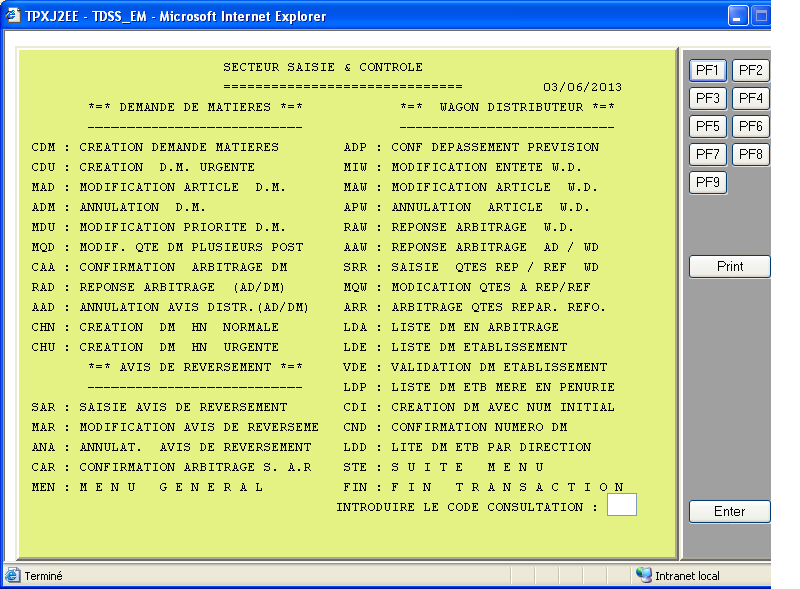 TPXJ2EE - TDSS_EM - Microsoft Internet Explorer
SECTEUR SAISIE & CONTROLE
==============================
03/06/2013
*=* DEMANDE DE MATIERES *=*
*=* WAGON DISTRIBUTEUR *=*
---------------------------
---------------------------
CDM : CREATION DEMANDE MATIERES
ADP : CONF DEPASSEMENT PREVISION
CDU : CREATION D.M. URGENTE
MIW : MODIFICATION ENTETE W.D.
MAD : MODIFICATION ARTICLE D.M.
MAW : MODIFICATION ARTICLE W.D.
ADM : ANNULATION D.M.
APW : ANNULATION ARTICLE W.D.
MDU : MODIFICATION PRIORITE D.M.
RAW : REPONSE ARBITRAGE W.D.
MQD : MODIF. QTE DM PLUSIEURS POST
AAW : REPONSE ARBITRAGE AD / WD
CAA : CONFIRMATION ARBITRAGE DM
SRR : SAISIE QTES REP / REF WD
RAD : REPONSE ARBITRAGE (AD/DM)
MQW : MODICATION QTES A REP/REF
AAD : ANNULATION AVIS DISTR.(AD/DM)
ARR : ARBITRAGE QTES REPAR. REFO.
CHN : CREATION DM HN NORMALE
LDA : LISTE DM EN ARBITRAGE
CHU : CREATION DM HN URGENTE
LDE : LISTE DM ETABLISSEMENT
*=* AVIS DE REVERSEMENT *=*
VDE : VALIDATION DM ETABLISSEMENT
---------------------------
LDP : LISTE DM ETB MERE EN PENURIE
SAR : SAISIE AVIS DE REVERSEMENT
CDI : CREATION DM AVEC NUM INITIAL
MAR : MODIFICATION AVIS DE REVERSEME
CND : CONFIRMATION NUMERO DM
ANA : ANNULAT. AVIS DE REVERSEMENT
LDD : LITE DM ETB PAR DIRECTION
CAR : CONFIRMATION ARBITRAGE S. A.R
STE : S U I T E M E N U
MEN : M E N U G E N E R A L
FIN : F I N T R A N S A C T I O N
INTRODUIRE LE CODE CONSULTATION :
PF1 PF2
PF3 PF4
PF5 PF6
PF7 PF8
PF9
Print
Enter
Terminé
Intranet local